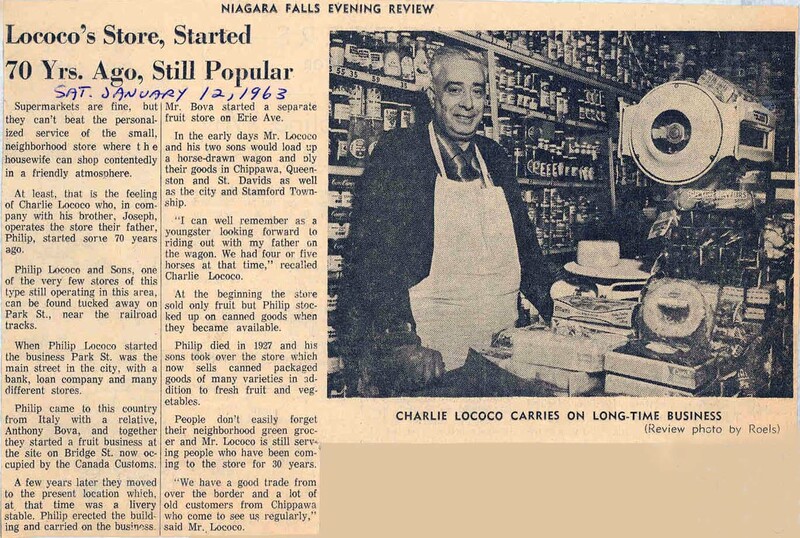 NIAGARA FALLS EVENING REVIEW
Lococo's Store, Started
70 Yrs. Ago, Still Popular
SAT. JANUARY 12, 1963
Supermarkets are fine, but
they can't beat the personal-
ized service of the small,
neighborhood store where the
housewife can shop contentedly
in a friendly atmosphere.
At least, that is the feeling
of Charlie Lococo who, in com-
pany with his brother, Joseph,
operates the store their father,
Philip, started some 70 years
ago.
Philip Lococo and Sons, one
of the very few stores of this
type still operating in this area,
can be found tucked away on
Park St., near the railroad
tracks.
When Philip Lococo started
the business Park St. was the
main street in the city, with a
bank, loan company and many
different stores.
Philip came to this country
from Italy with a relative,
Anthony Bova, and together
they started a fruit business at
the site on Bridge St. now oc-
cupied by the Canada Customs.
A few years later they moved
to the present location which,
at that time was a livery
stable. Philip erected the build-
ing and carried on the business.
Mr. Bova started a separate
fruit store on Erie Ave.
In the early days Mr. Lococo
and his two sons would load up
a horse-drawn wagon and ply
their goods in Chippawa, Queen-
ston and St. Davids as well
as the city and Stamford Town-
ship.
"I can well remember as a
youngster looking forward to
riding out with my father on
the wagon. We had four or five
horses at that time," recalled
Charlie Lococo.
At the beginning the store
sold only fruit but Philip stoc-
ked up on canned goods when
they became available.
Philip died in 1927 and his
sons took over the store which
now sells canned packaged
goods of many varieties in ad-
dition to fresh fruit and veg-
etables.
People don't easily forget
their neighborhood green groc-
er and Mr. Lococo is still serv-
ing people who have been com-
ing to the store for 30 years.
"We have a good trade from
over the border and a lot of
old customers from Chippawa
who come to see us regularly,"
said Mr. Lococo.
59 35 35
CHARLIE LOCOCO CARRIES ON LONG-TIME BUSINESS
(Review photo by Roels)